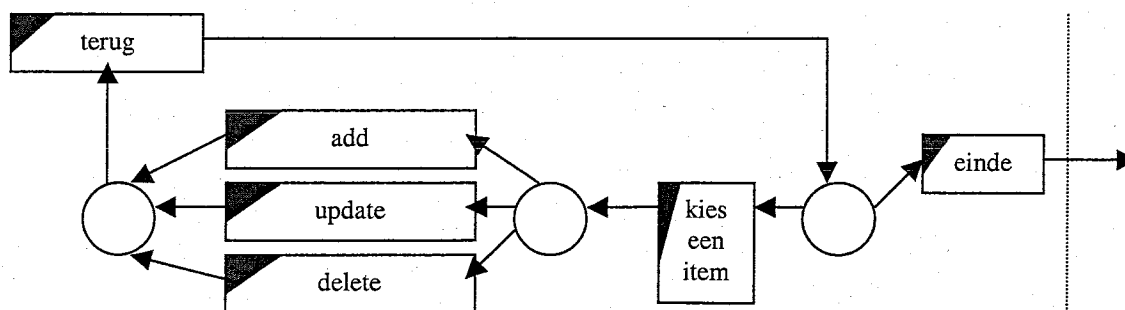 terug
add
einde
update
kies
een
item
delete